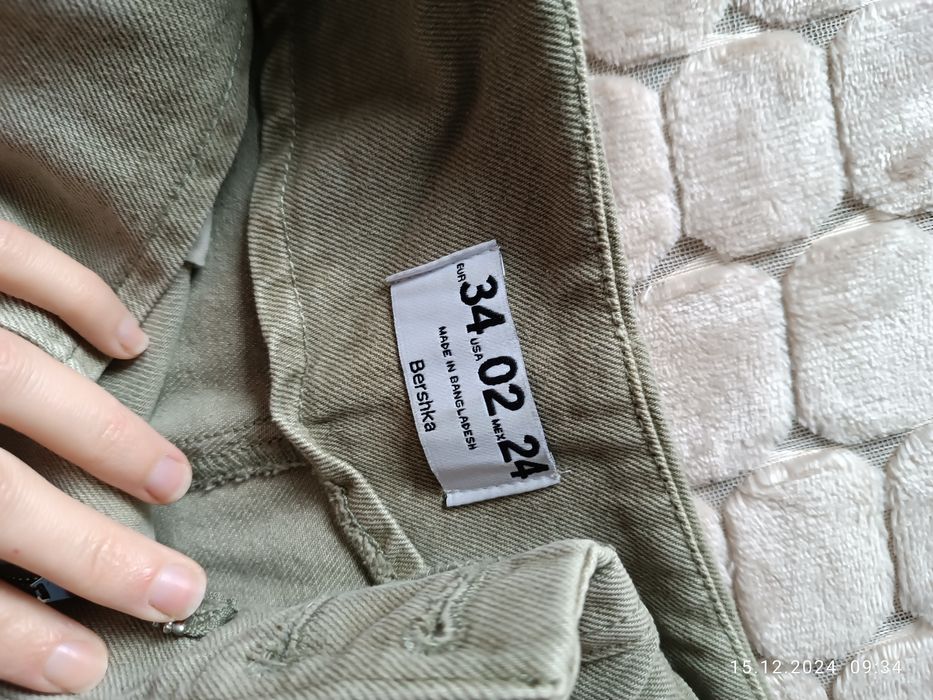 EUR 34 USA 02 MEX 24
MADE IN BANGLADESH
Bershka
15.12.2024 09:34